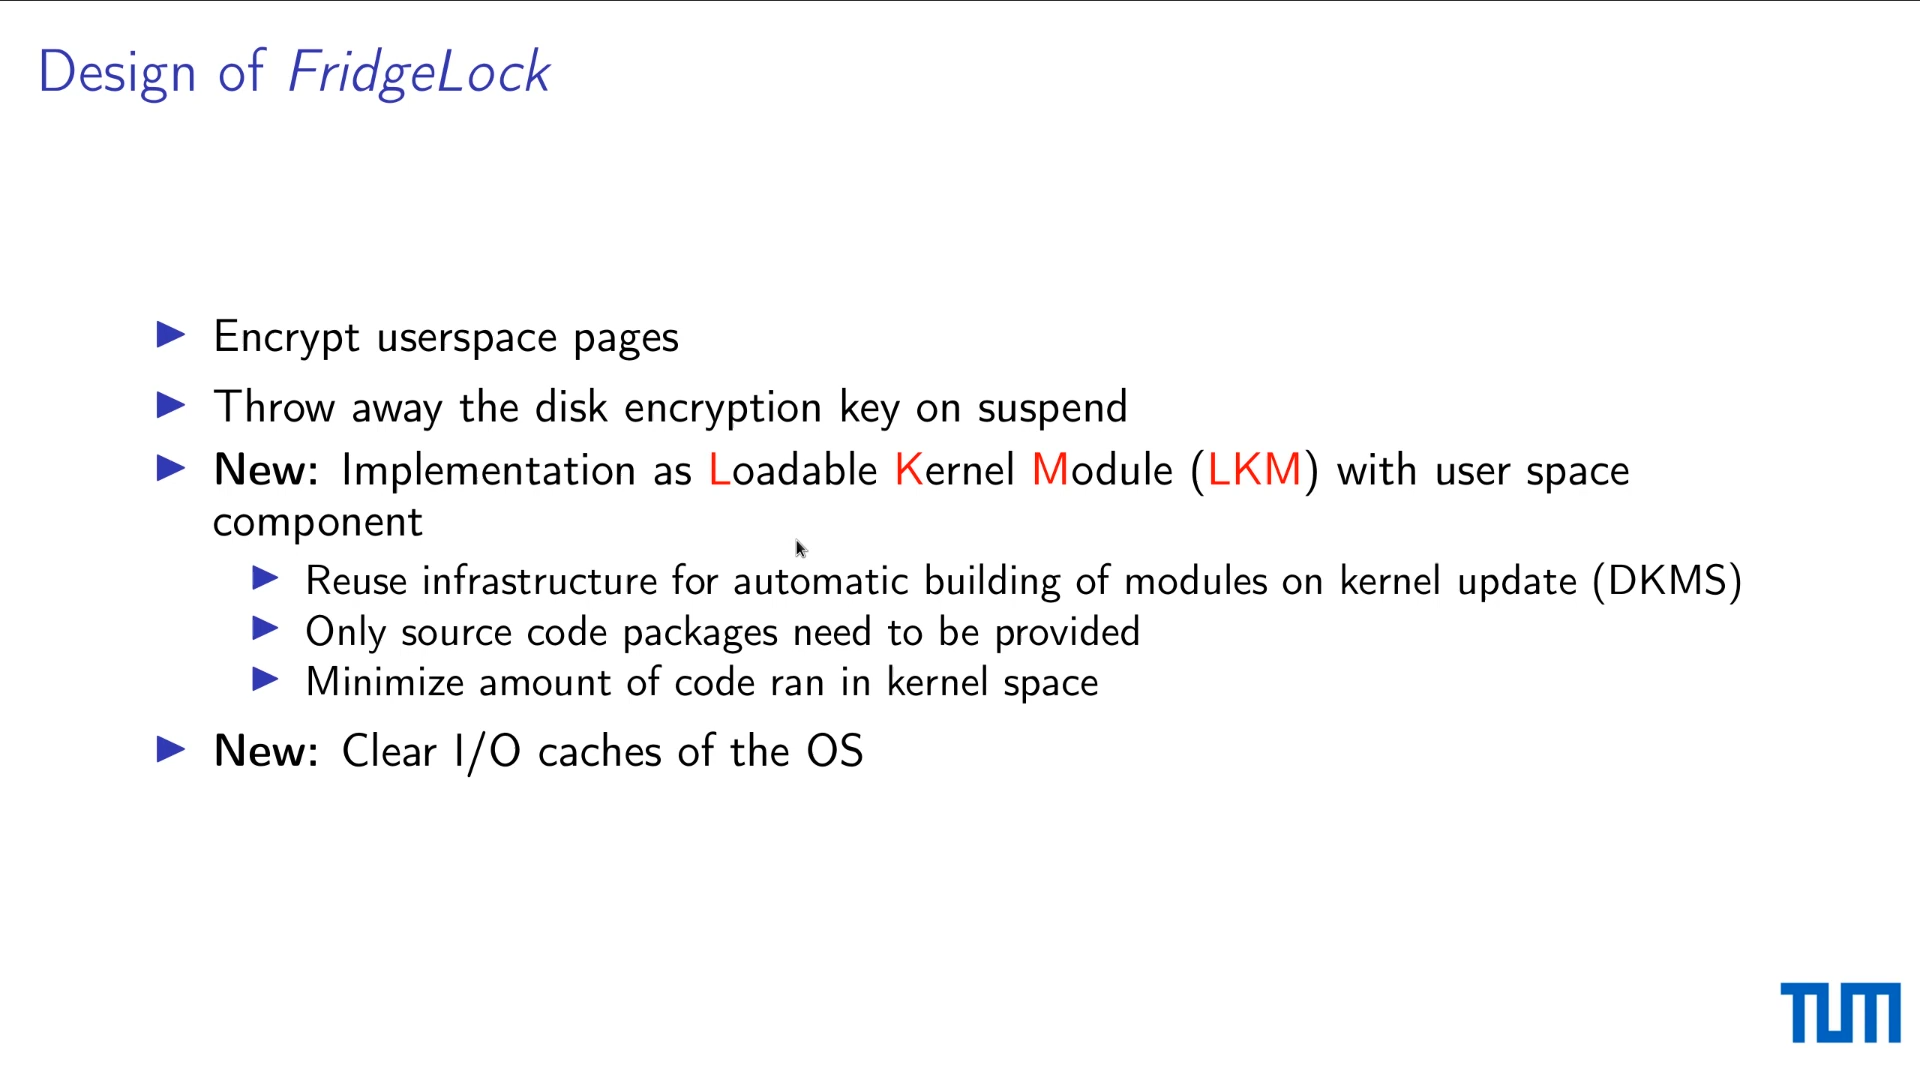 Design of FridgeLock
Encrypt userspace pages
Throw away the disk encryption key on suspend
New: Implementation as Loadable Kernel Module (LKM) with user space
component
Reuse infrastructure for automatic building of modules on kernel update (DKMS)
Only source code packages need to be provided
Minimize amount of code ran in kernel space
New: Clear I/O caches of the OS
TUM